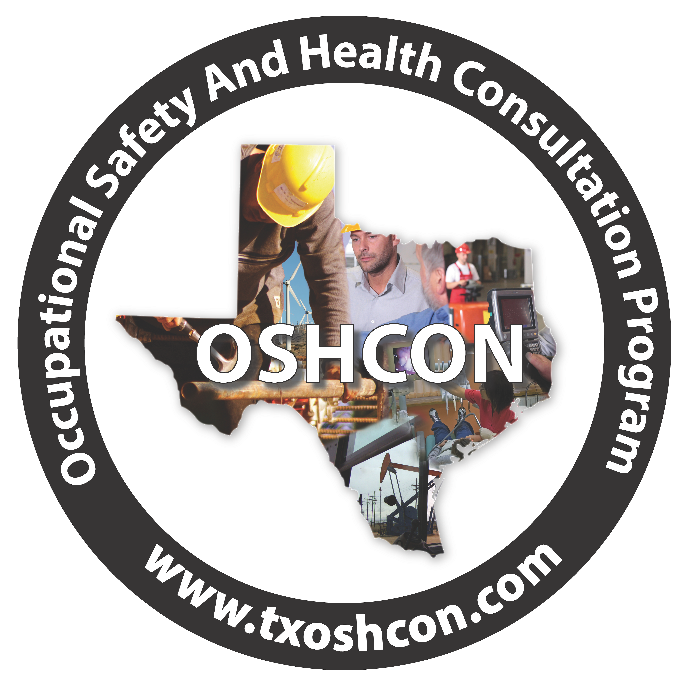 Occupational Safety And Health Consultation Program
OSHCON
www.txoshcon.com